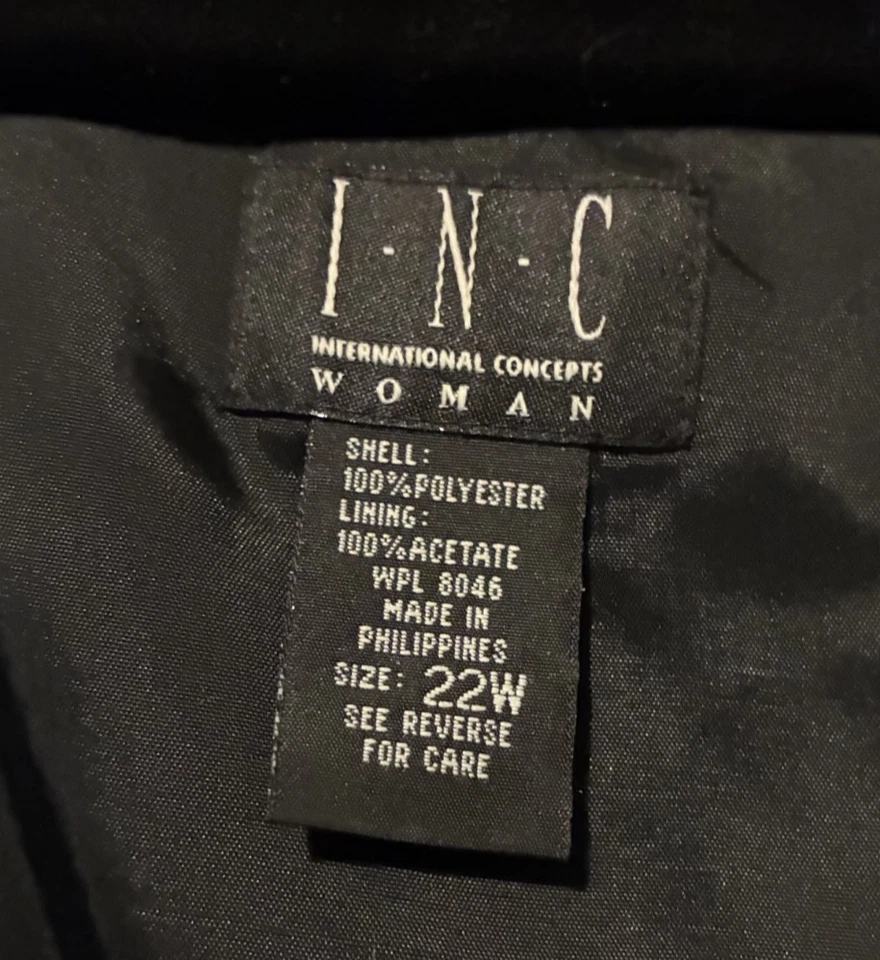 I-N-C
INTERNATIONAL CONCEPTS
WOMAN
SHELL:
100%POLYESTER
LINING:
100%ACETATE
WPL 8046
MADE IN
PHILIPPINES
SIZE: 22W
SEE REVERSE
FOR CARE